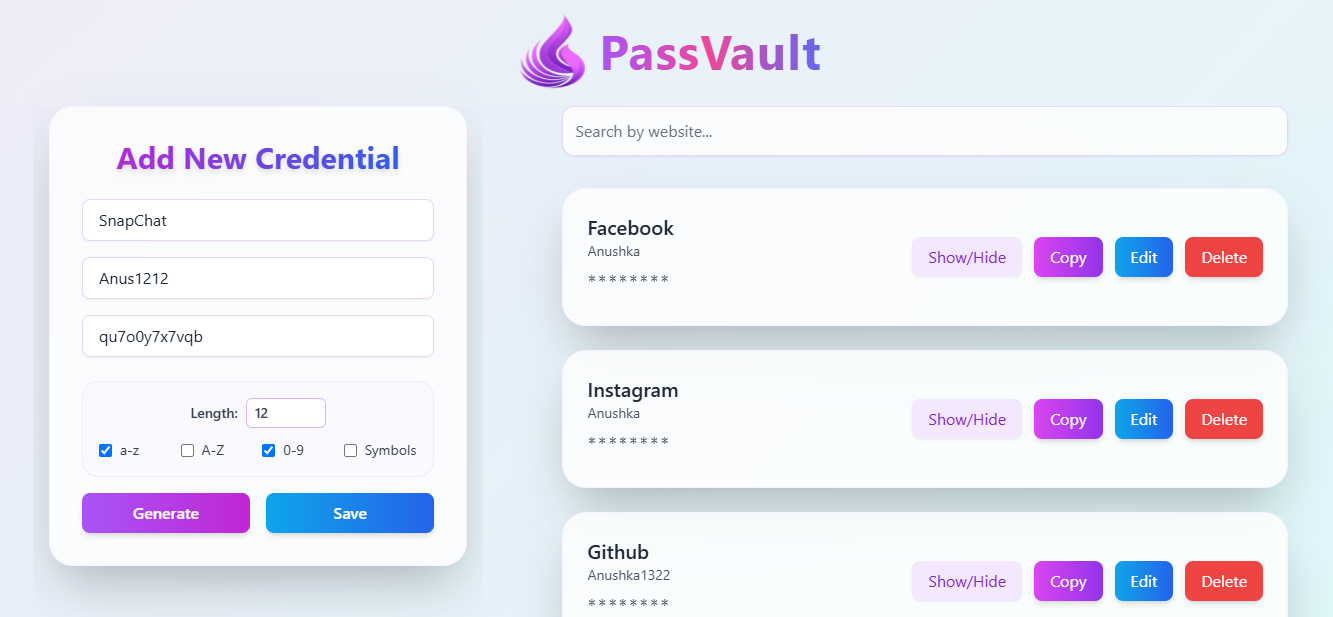 PassVault
Add New Credential
SnapChat
Anus1212
qu7o0y7x7vqb
Length: 12
a-z A-Z 0-9 Symbols
Generate Save
Search by website...
Facebook
Anushka
********
Show/Hide Copy Edit Delete
Instagram
Anushka
********
Show/Hide Copy Edit Delete
Github
Anushka1322
********
Show/Hide Copy Edit Delete